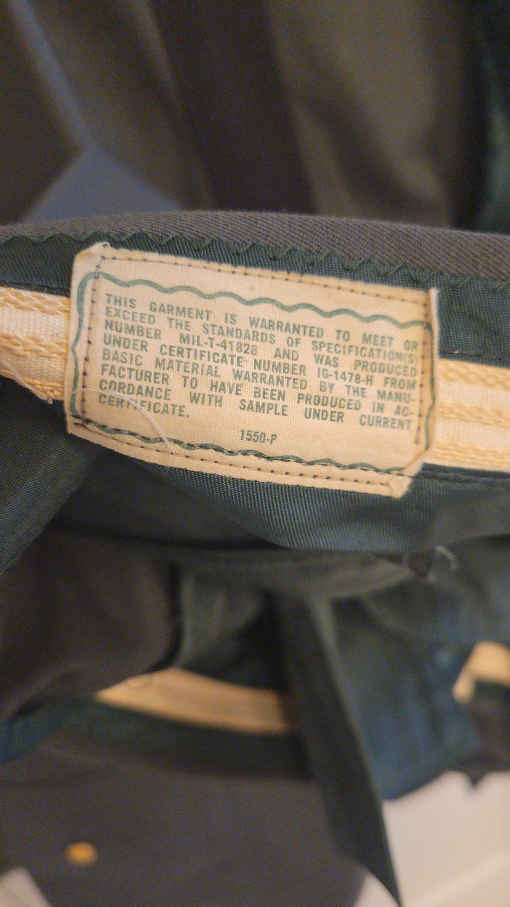 THIS GARMENT IS WARRANTED TO MEET OR
EXCEED THE STANDARDS OF SPECIFICATION(S)
NUMBER MIL-T-41828 AND WAS PRODUCED
UNDER CERTIFICATE NUMBER IG-1478-H FROM
BASIC MATERIAL WARRANTED BY THE MANU-
FACTURER TO HAVE BEEN PRODUCED IN AC-
CORDANCE WITH SAMPLE UNDER CURRENT
CERTIFICATE.
1550-P